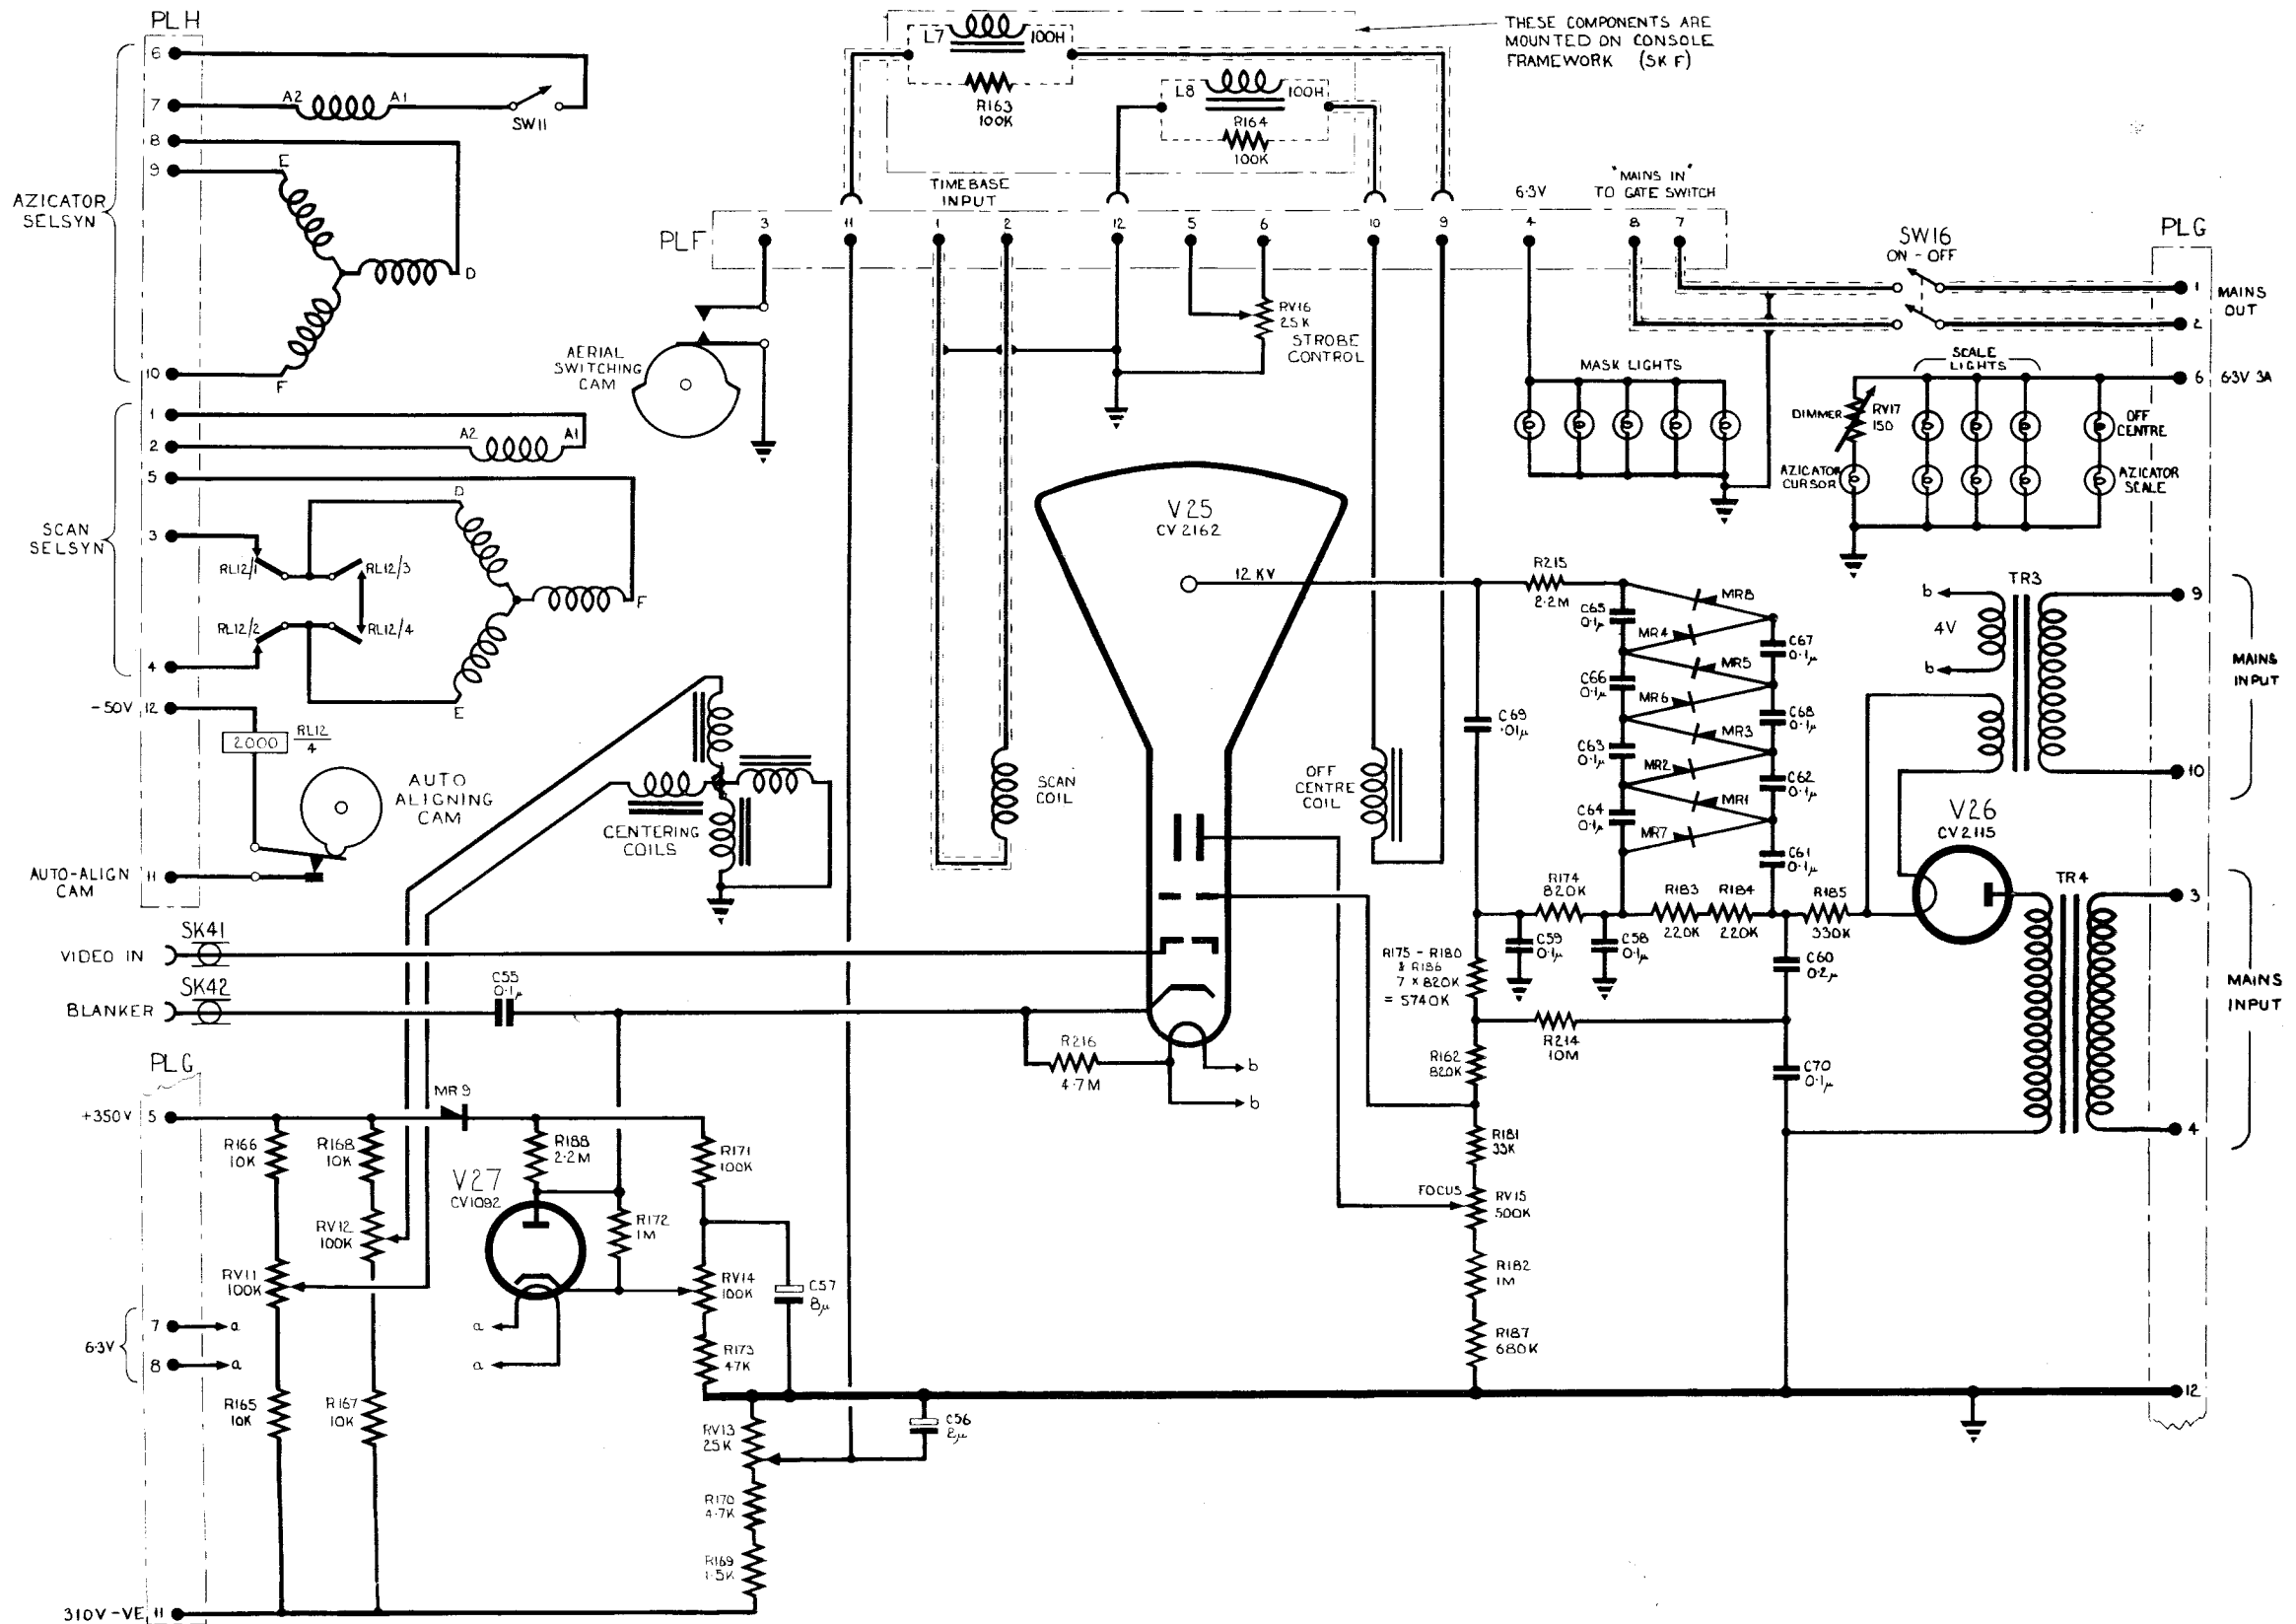 PLH
6
7
8
9
10
1
2
5
3
4
-50V 12
11
AZICATOR
SELSYN
A2
A1
SW11
E
D
F
SCAN
SELSYN
A2
A1
D
RL12/1
RL12/3
RL12/2
RL12/4
F
E
2000
RL12
4
AUTO
ALIGNING
CAM
AUTO-ALIGN
CAM
CENTERING
COILS
VIDEO IN
SK41
BLANKER
SK42
C55
0·1µ
L7
100H
R163
100K
L8
100H
R164
100K
THESE COMPONENTS ARE
MOUNTED ON CONSOLE
FRAMEWORK (SK F)
TIMEBASE
INPUT
6·3V
"MAINS IN"
TO GATE SWITCH
PLF
3
11
1
2
12
5
6
10
9
4
8
7
AERIAL
SWITCHING
CAM
RV16
25K
STROBE
CONTROL
SW16
ON - OFF
PLG
1
2
MAINS
OUT
6
6·3V 3A
MASK LIGHTS
SCALE
LIGHTS
DIMMER
RV17
150
OFF
CENTRE
AZICATOR
CURSOR
AZICATOR
SCALE
V25
CV2162
12 KV
SCAN
COIL
OFF
CENTRE
COIL
R215
2·2M
C65
0·1µ
C66
0·1µ
C63
0·1µ
C64
0·1µ
MR8
MR4
MR5
MR6
MR3
MR2
MR1
MR7
C67
0·1µ
C68
0·1µ
C62
0·1µ
C61
0·1µ
C69
·01µ
TR3
b
4V
b
9
10
MAINS
INPUT
V26
CV2115
TR4
3
4
MAINS
INPUT
R174
820K
R183
220K
R184
220K
R185
330K
C59
0·1µ
C58
0·1µ
C60
0·2µ
R175 - R180
& R186
7 X 820K
= 5740K
R214
10M
C70
0·1µ
R162
820K
R181
33K
FOCUS
RV15
500K
R182
1M
R187
680K
12
R216
4·7M
b
b
PLG
+350V 5
MR9
R166
10K
R168
10K
R188
2·2M
R171
100K
V27
CV1092
RV12
100K
R172
1M
RV11
100K
RV14
100K
C57
8µ
6·3V
7
a
8
a
a
a
R173
47K
R165
10K
R167
10K
RV13
25K
C56
2µ
R170
4·7K
R169
1·5K
310V -VE 11